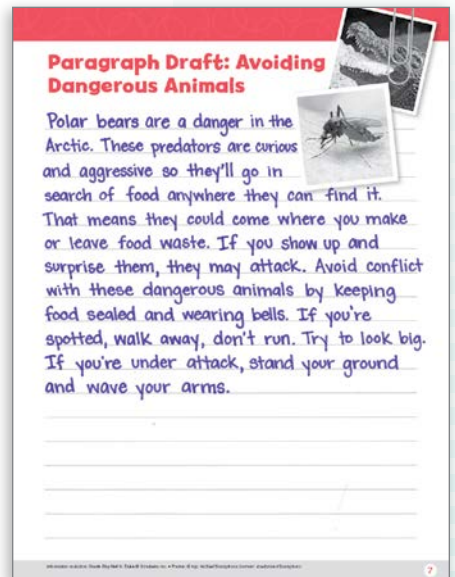 Paragraph Draft: Avoiding
Dangerous Animals
Polar bears are a danger in the
Arctic. These predators are curious
and aggressive so they'll go in
search of food anywhere they can find it.
That means they could come where you make
or leave food waste. If you show up and
surprise them, they may attack. Avoid conflict
with these dangerous animals by keeping
food sealed and wearing bells. If you're
spotted, walk away, don't run. Try to look big.
If you're under attack, stand your ground
and wave your arms.
7